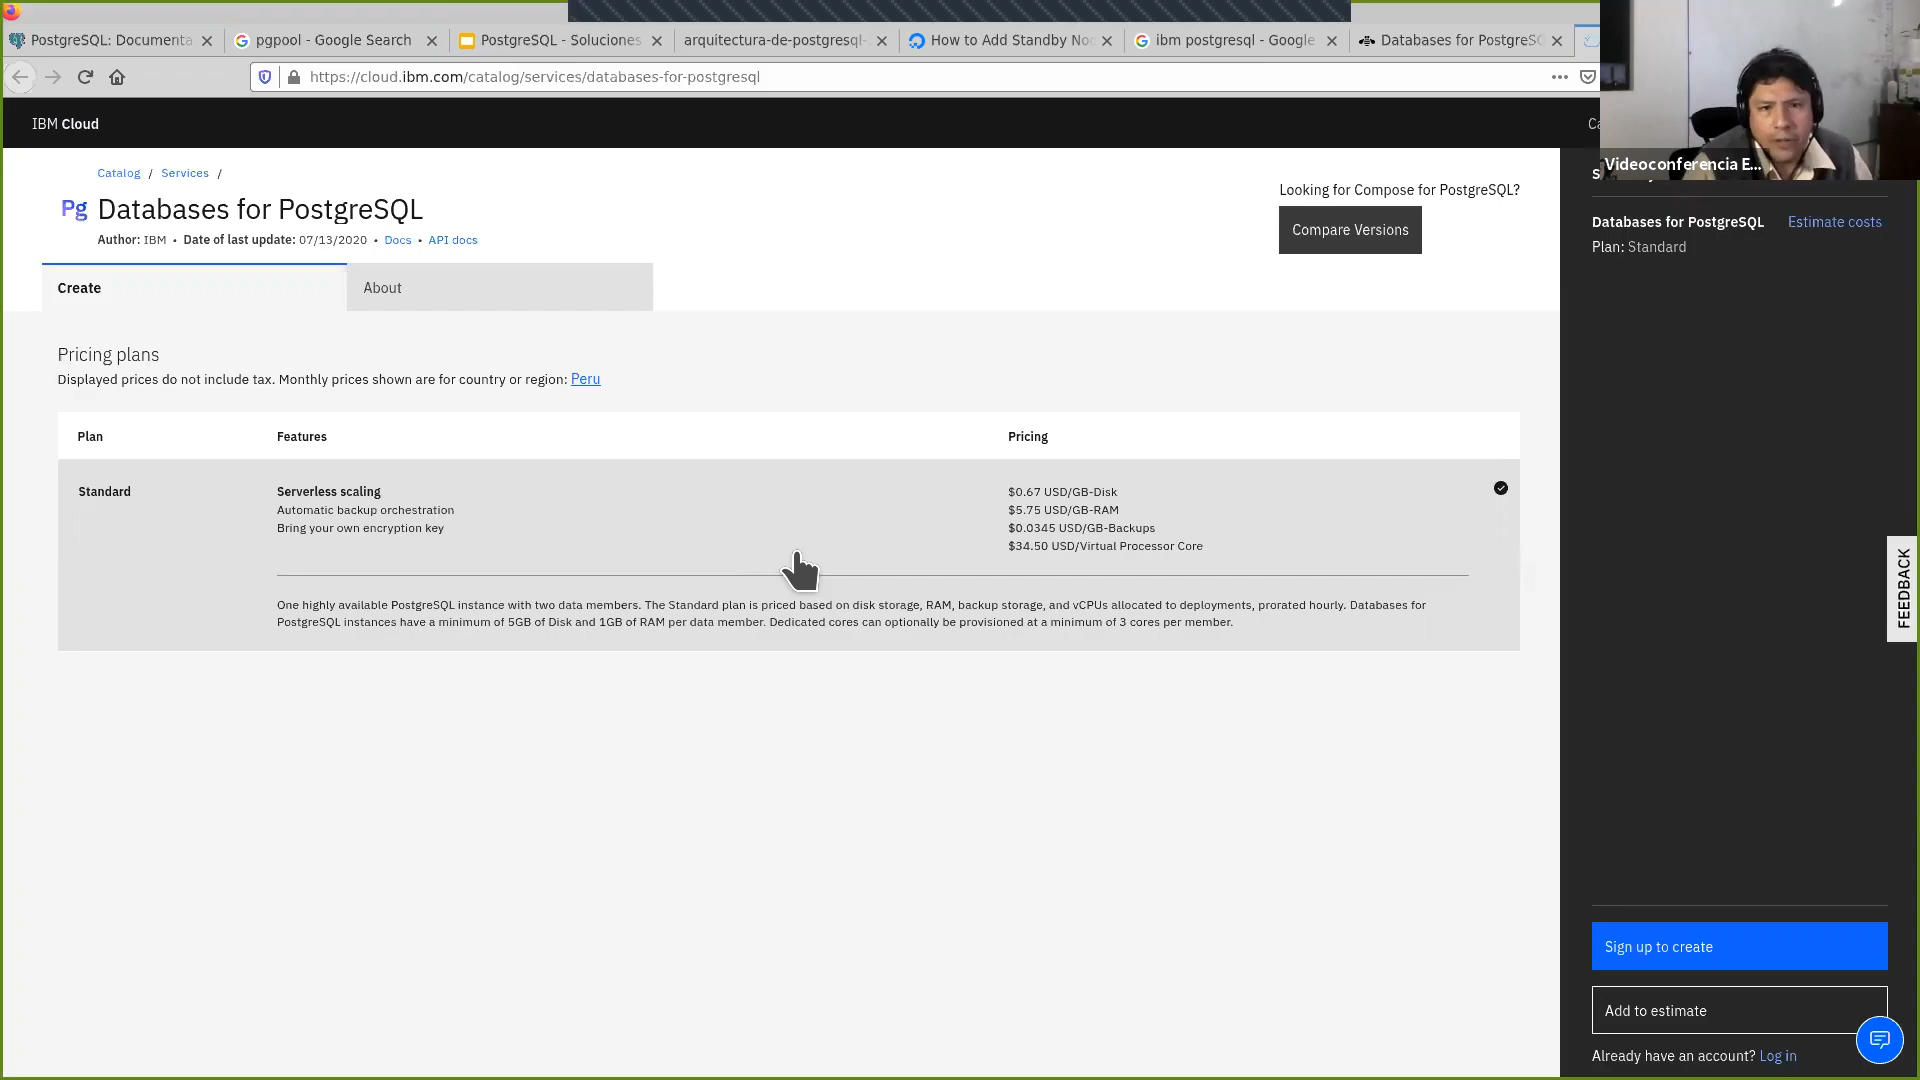 PostgreSQL: Documenta
pgpool - Google Search
PostgreSQL - Soluciones
arquitectura-de-postgresql-
How to Add Standby No
ibm postgresql - Google
Databases for PostgreSQ
https://cloud.ibm.com/catalog/services/databases-for-postgresql
IBM Cloud
Videoconferencia E...
Catalog / Services /
Pg Databases for PostgreSQL
Author: IBM • Date of last update: 07/13/2020 • Docs • API docs
Looking for Compose for PostgreSQL?
Compare Versions
Databases for PostgreSQL Estimate costs
Plan: Standard
Create
About
Pricing plans
Displayed prices do not include tax. Monthly prices shown are for country or region: Peru
Plan Features Pricing
Standard Serverless scaling $0.67 USD/GB-Disk
Automatic backup orchestration $5.75 USD/GB-RAM
Bring your own encryption key $0.0345 USD/GB-Backups
$34.50 USD/Virtual Processor Core
One highly available PostgreSQL instance with two data members. The Standard plan is priced based on disk storage, RAM, backup storage, and vCPUs allocated to deployments, prorated hourly. Databases for
PostgreSQL instances have a minimum of 5GB of Disk and 1GB of RAM per data member. Dedicated cores can optionally be provisioned at a minimum of 3 cores per member.
FEEDBACK
Sign up to create
Add to estimate
Already have an account? Log in